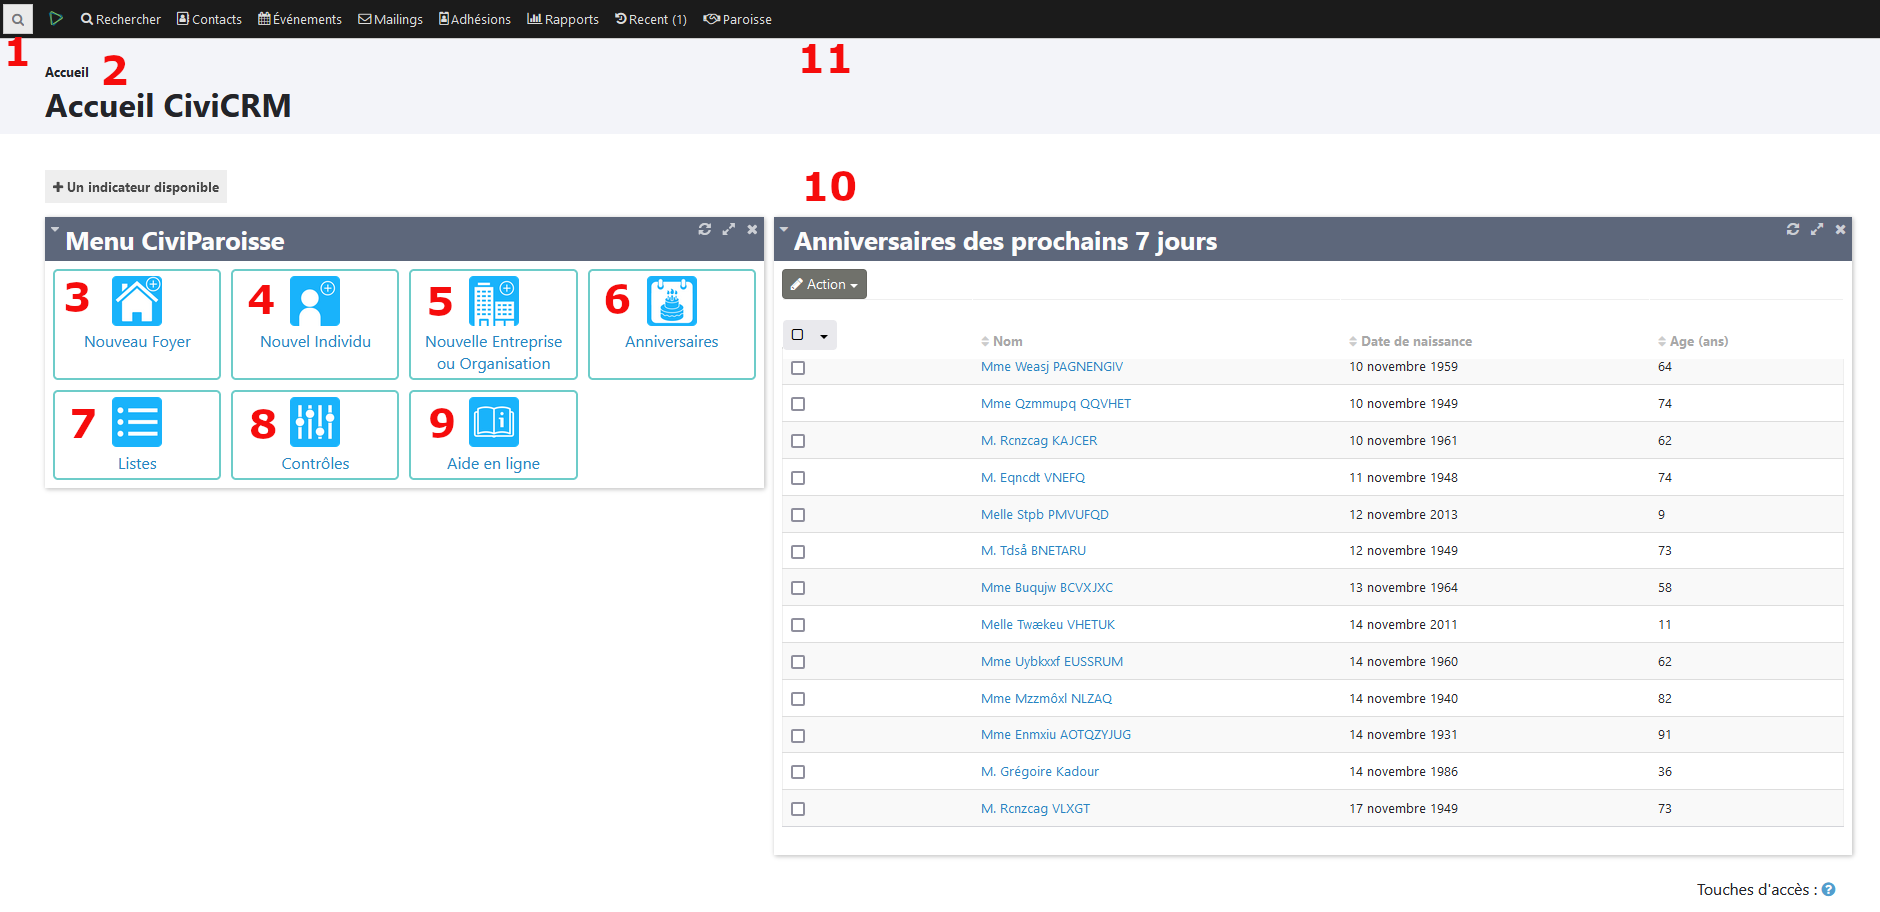 Rechercher Contacts Événements Mailings Adhésions Rapports Recent (1) Paroisse
1
Accueil 2
11
Accueil CiviCRM
+ Un indicateur disponible
10
Menu CiviParoisse
3 Nouveau Foyer
4 Nouvel Individu
5 Nouvelle Entreprise
ou Organisation
6 Anniversaires
7 Listes
8 Contrôles
9 Aide en ligne
Anniversaires des prochains 7 jours
Action
Nom Date de naissance Age (ans)
Mme Weasj PAGNENGIV 10 novembre 1959 64
Mme Qzmmupq QQVHET 10 novembre 1949 74
M. Rcnzcag KAJCER 10 novembre 1961 62
M. Eqncdt VNEFQ 11 novembre 1948 74
Melle Stpb PMVUFQD 12 novembre 2013 9
M. Tdså BNETARU 12 novembre 1949 73
Mme Buqujw BCVXJXC 13 novembre 1964 58
Melle Twækeu VHETUK 14 novembre 2011 11
Mme Uybkxxf EUSSRUM 14 novembre 1960 62
Mme Mzzmôxl NLZAQ 14 novembre 1940 82
Mme Enmxiu AOTQZYJUG 14 novembre 1931 91
M. Grégoire Kadour 14 novembre 1986 36
M. Rcnzcag VLXGT 17 novembre 1949 73
Touches d'accès : ?